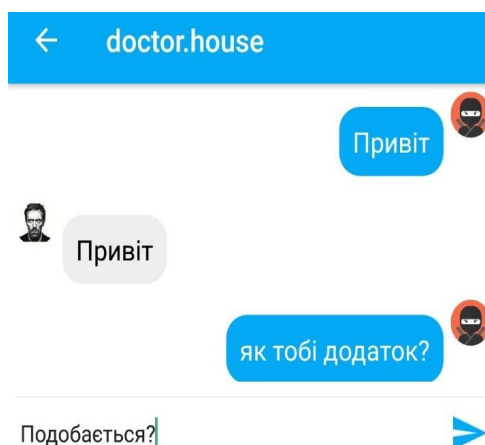 doctor.house
Привіт
Привіт
як тобі додаток?
Подобається?